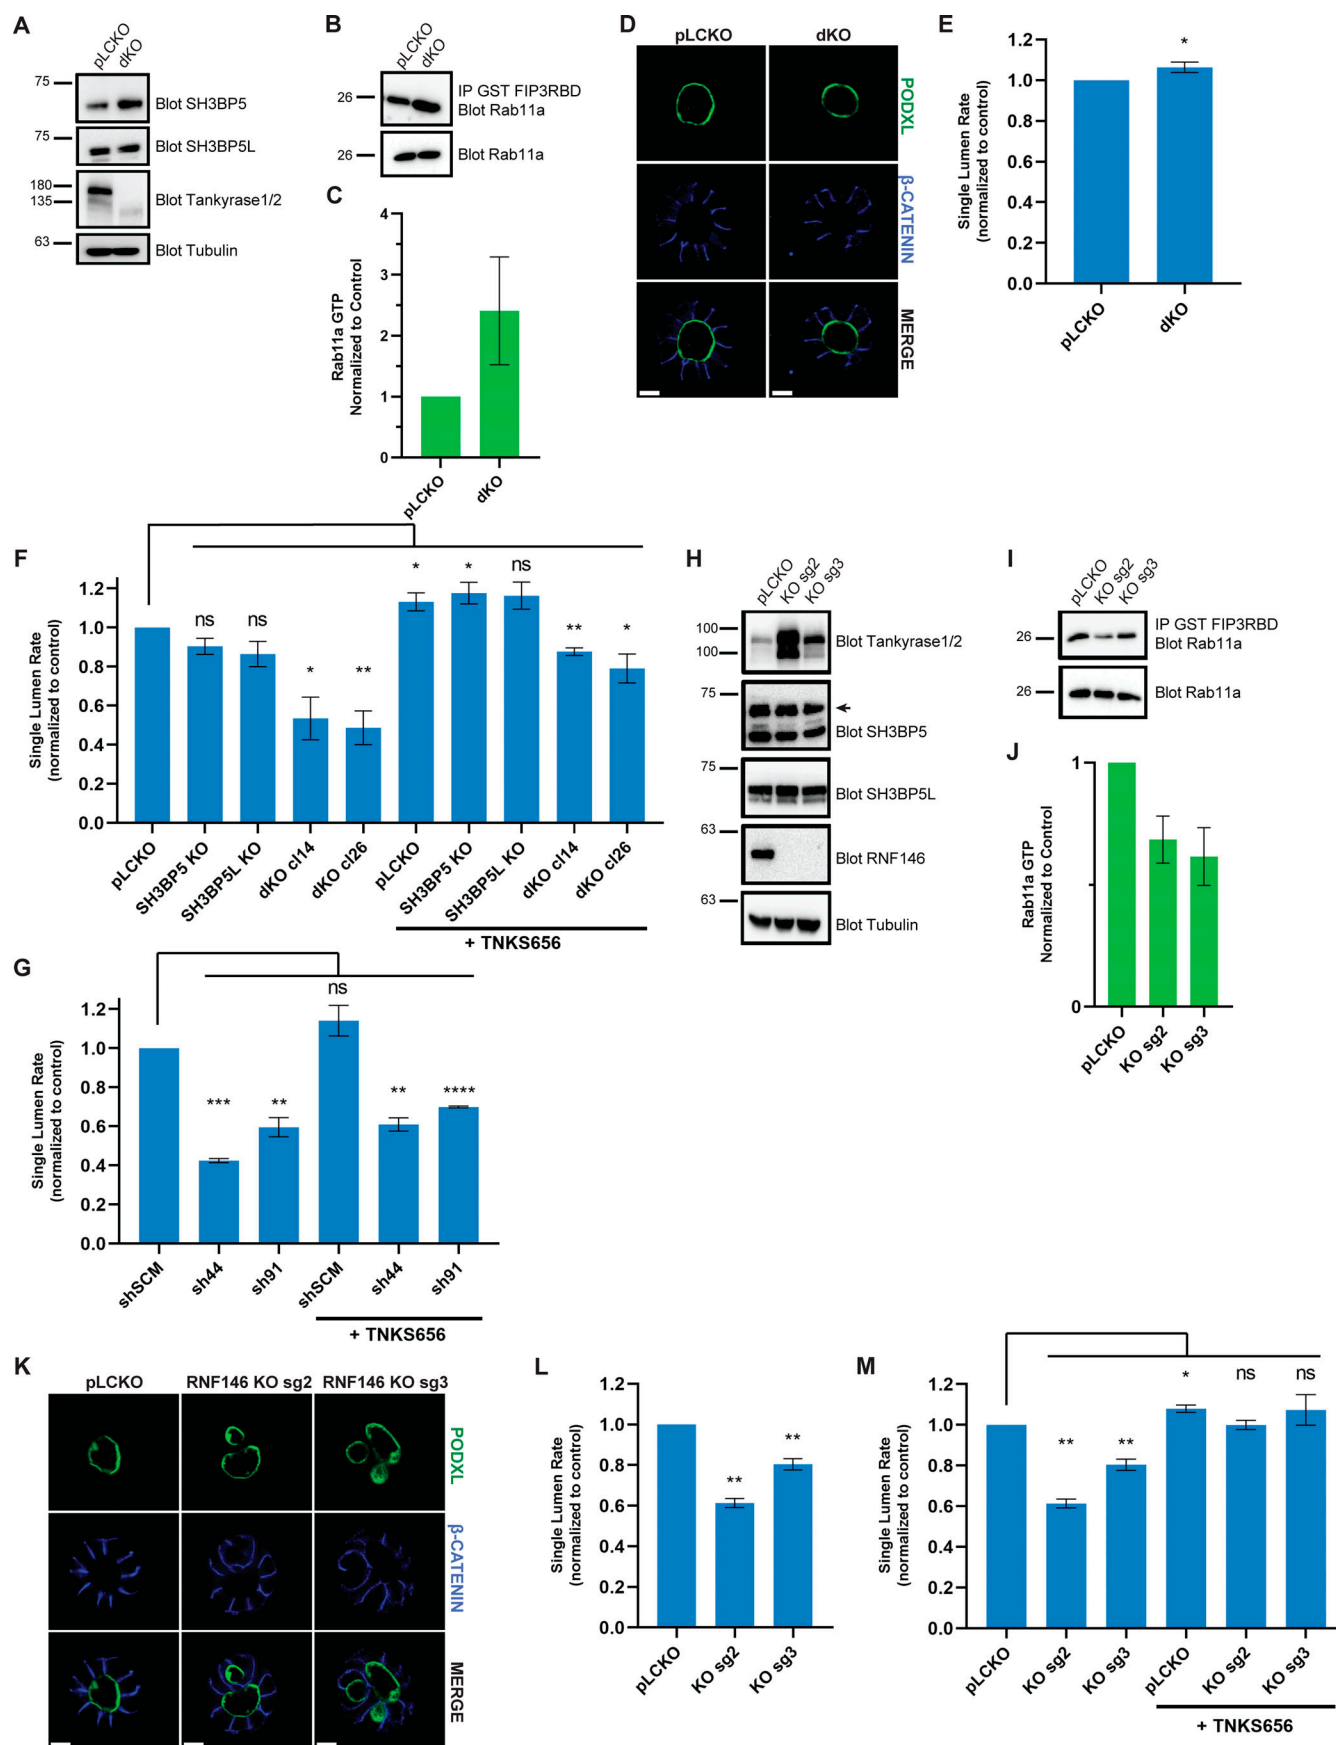 A
pLCKO
dKO
75
Blot SH3BP5
75
Blot SH3BP5L
180
135
Blot Tankyrase1/2
63
Blot Tubulin
B
pLCKO
dKO
26
IP GST FIP3RBD
Blot Rab11a
26
Blot Rab11a
C
Rab11a GTP
Normalized to Control
4
3
2
1
0
pLCKO
dKO
D
pLCKO
dKO
PODXL
β-CATENIN
MERGE
E
Single Lumen Rate
(normalized to control)
1.2
1.0
0.8
0.6
0.4
0.2
0.0
*
pLCKO
dKO
F
Single Lumen Rate
(normalized to control)
1.2
1.0
0.8
0.6
0.4
0.2
0.0
ns
ns
*
**
*
*
ns
**
*
pLCKO
SH3BP5 KO
SH3BP5L KO
dKO cl14
dKO cl26
pLCKO
SH3BP5 KO
SH3BP5L KO
dKO cl14
dKO cl26
+ TNKS656
G
Single Lumen Rate
(normalized to control)
1.2
1.0
0.8
0.6
0.4
0.2
0.0
***
**
ns
**
****
shSCM
sh44
sh91
shSCM
sh44
sh91
+ TNKS656
H
pLCKO
KO sg2
KO sg3
100
100
Blot Tankyrase1/2
75
Blot SH3BP5
75
Blot SH3BP5L
63
Blot RNF146
63
Blot Tubulin
I
pLCKO
KO sg2
KO sg3
26
IP GST FIP3RBD
Blot Rab11a
26
Blot Rab11a
J
Rab11a GTP
Normalized to Control
1
0
pLCKO
KO sg2
KO sg3
K
pLCKO
RNF146 KO sg2
RNF146 KO sg3
PODXL
β-CATENIN
MERGE
L
Single Lumen Rate
(normalized to control)
1.2
1.0
0.8
0.6
0.4
0.2
0.0
**
**
pLCKO
KO sg2
KO sg3
M
Single Lumen Rate
(normalized to control)
1.2
1.0
0.8
0.6
0.4
0.2
0.0
**
**
*
ns
ns
pLCKO
KO sg2
KO sg3
pLCKO
KO sg2
KO sg3
+ TNKS656